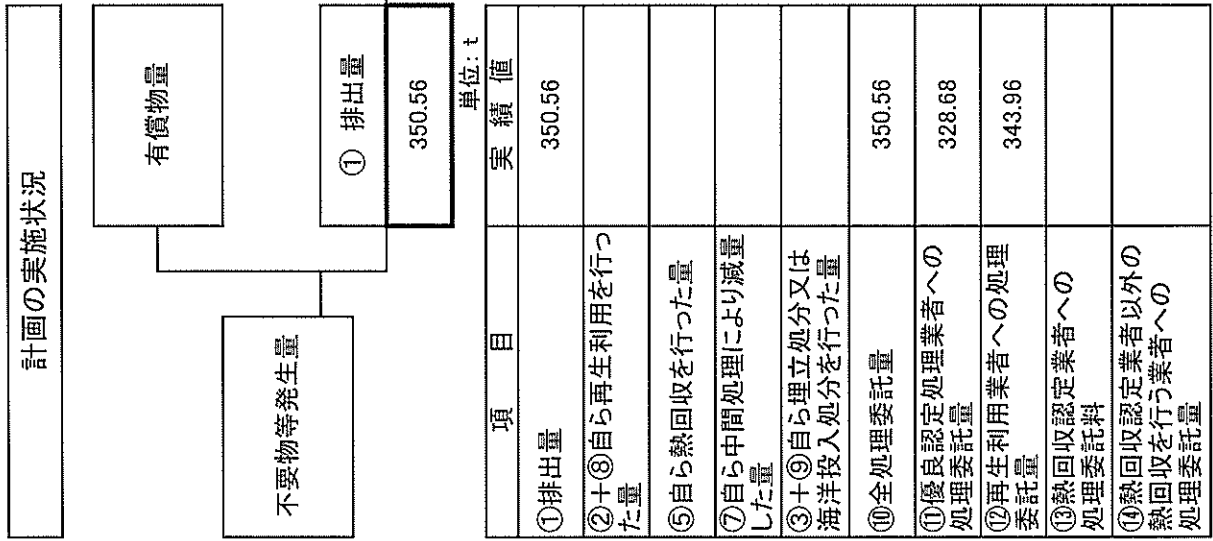 計画の実施状況
不要物等発生量
有償物量
① 排出量
350.56
単位:t
項 目
実 績 値
①排出量
350.56
②+⑧自ら再生利用を行っ
た量
⑤自ら熱回収を行った量
⑦自ら中間処理により減量
した量
③+⑨自ら埋立処分又は
海洋投入処分を行った量
⑩全処理委託量
350.56
⑪優良認定処理業者への
処理委託量
328.68
⑫再生利用業者への処理
委託量
343.96
⑬熱回収認定業者への
処理委託料
⑭熱回収認定業者以外の
熱回収を行う業者への
処理委託量